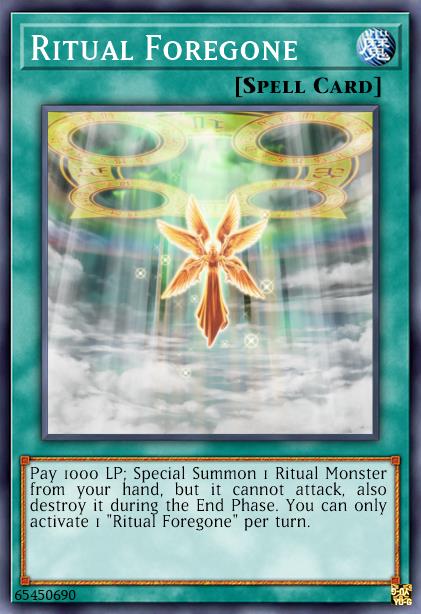 Ritual Foregone
魔
[Spell Card]
Pay 1000 LP; Special Summon 1 Ritual Monster
from your hand, but it cannot attack, also
destroy it during the End Phase. You can only
activate 1 "Ritual Foregone" per turn.
65450690